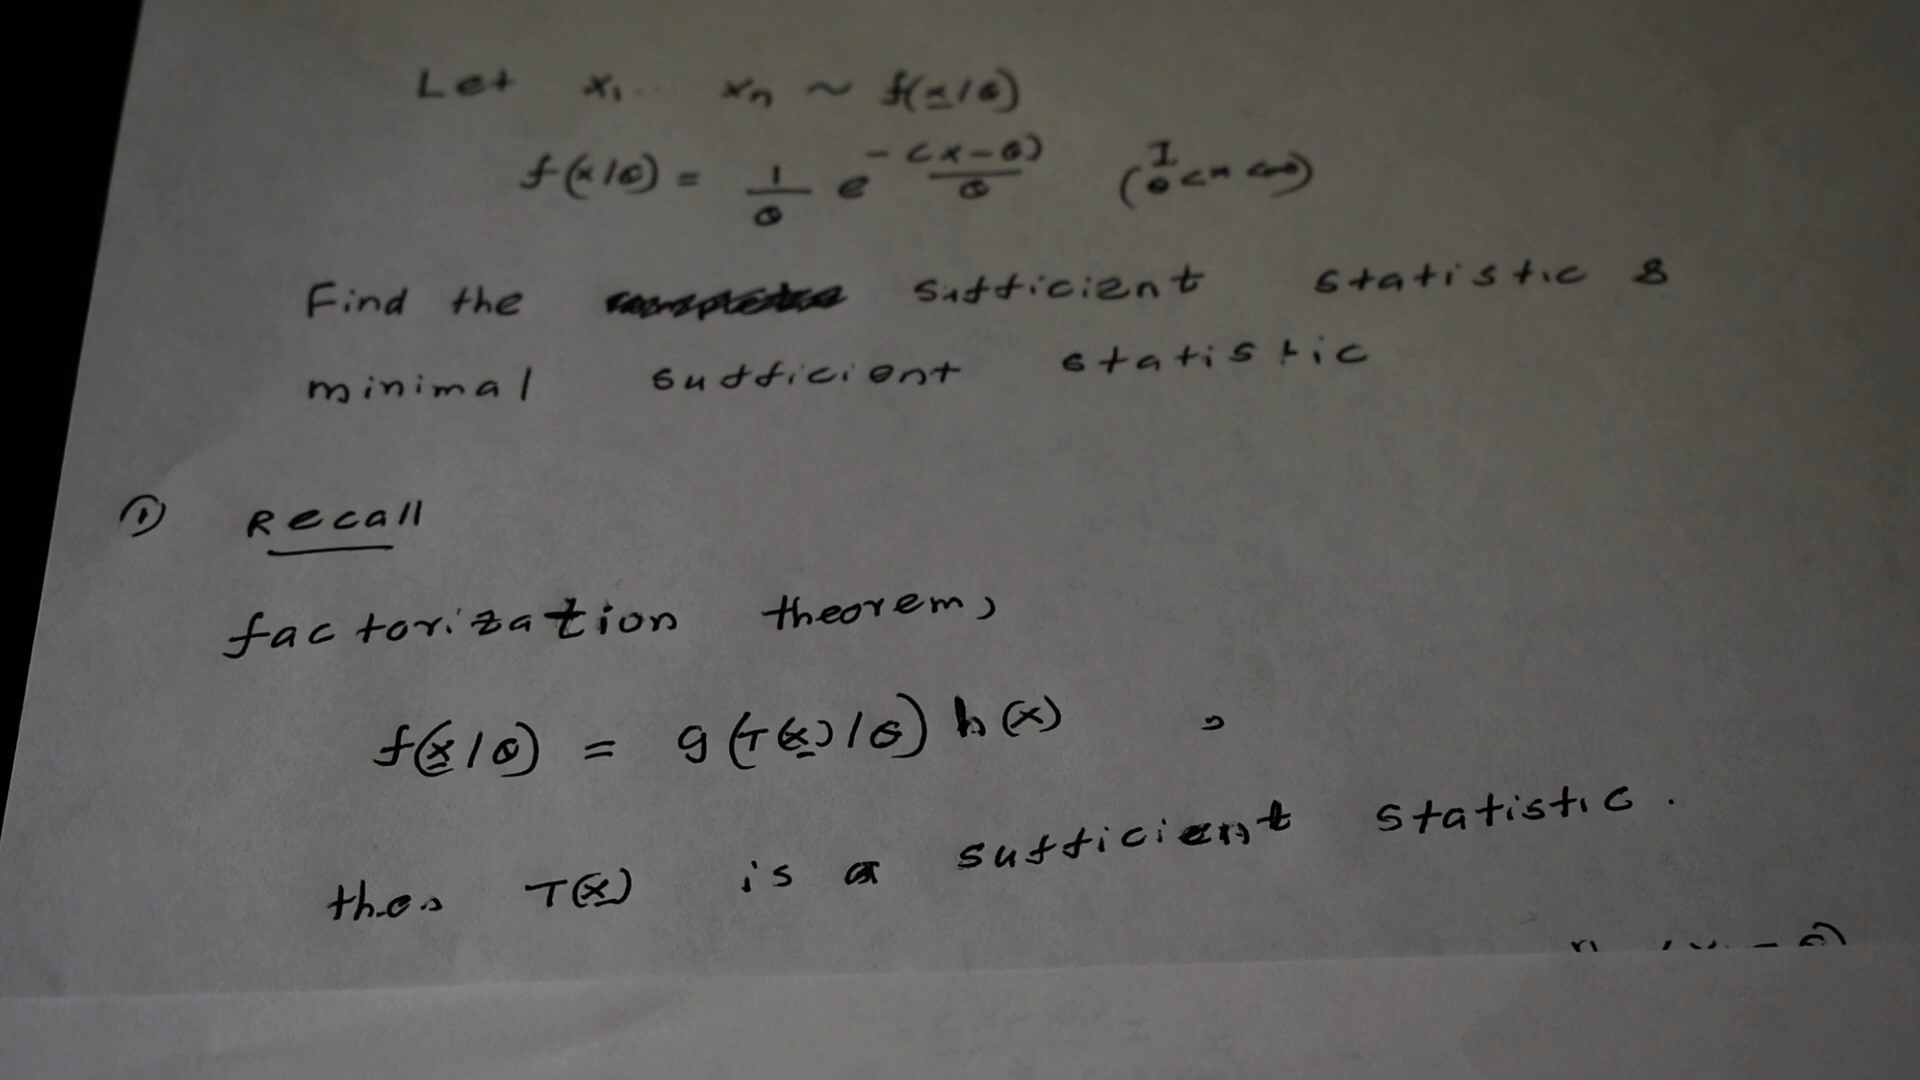 Let x₁ ... xₙ ~ f(x̲/θ)
f(x/θ) = 1/θ e^(-(x-θ)/θ) I(θ<x<∞)
Find the sufficient statistic &
minimal sufficient statistic
① Recall
factorization theorem,
f(x̲/θ) = g(T(x̲)/θ) h(x) ,
then T(x̲) is a sufficient statistic.